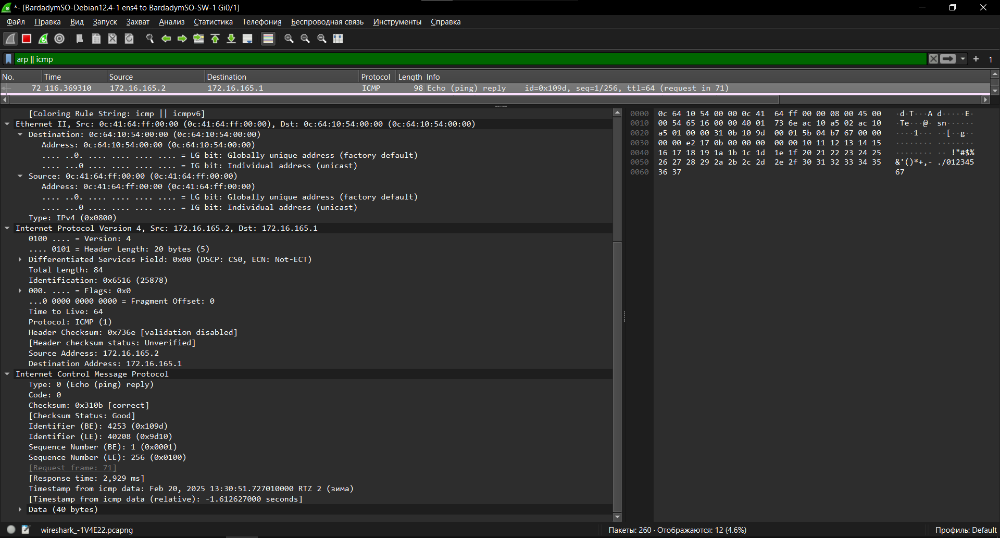 *- [BardadymSO-Debian12.4-1 ens4 to BardadymSO-SW-1 Gi0/1]
Файл Правка Вид Запуск Захват Анализ Статистика Телефония Беспроводная связь Инструменты Справка
arp || icmp
+ 1
No. Time Source Destination Protocol Length Info
72 116.369310 172.16.165.2 172.16.165.1 ICMP 98 Echo (ping) reply id=0x109d, seq=1/256, ttl=64 (request in 71)
[Coloring Rule String: icmp || icmpv6]
Ethernet II, Src: 0c:41:64:ff:00:00 (0c:41:64:ff:00:00), Dst: 0c:64:10:54:00:00 (0c:64:10:54:00:00)
Destination: 0c:64:10:54:00:00 (0c:64:10:54:00:00)
Address: 0c:64:10:54:00:00 (0c:64:10:54:00:00)
.... ..0. .... .... .... .... = LG bit: Globally unique address (factory default)
.... ...0 .... .... .... .... = IG bit: Individual address (unicast)
Source: 0c:41:64:ff:00:00 (0c:41:64:ff:00:00)
Address: 0c:41:64:ff:00:00 (0c:41:64:ff:00:00)
.... ..0. .... .... .... .... = LG bit: Globally unique address (factory default)
.... ...0 .... .... .... .... = IG bit: Individual address (unicast)
Type: IPv4 (0x0800)
Internet Protocol Version 4, Src: 172.16.165.2, Dst: 172.16.165.1
0100 .... = Version: 4
.... 0101 = Header Length: 20 bytes (5)
Differentiated Services Field: 0x00 (DSCP: CS0, ECN: Not-ECT)
Total Length: 84
Identification: 0x6516 (25878)
000. .... = Flags: 0x0
...0 0000 0000 0000 = Fragment Offset: 0
Time to Live: 64
Protocol: ICMP (1)
Header Checksum: 0x736e [validation disabled]
[Header checksum status: Unverified]
Source Address: 172.16.165.2
Destination Address: 172.16.165.1
Internet Control Message Protocol
Type: 0 (Echo (ping) reply)
Code: 0
Checksum: 0x310b [correct]
[Checksum Status: Good]
Identifier (BE): 4253 (0x109d)
Identifier (LE): 40208 (0x9d10)
Sequence Number (BE): 1 (0x0001)
Sequence Number (LE): 256 (0x0100)
[Request frame: 71]
[Response time: 2,929 ms]
Timestamp from icmp data: Feb 20, 2025 13:30:51.727010000 RTZ 2 (зима)
[Timestamp from icmp data (relative): -1.612627000 seconds]
Data (40 bytes)
0000 0c 64 10 54 00 00 0c 41 64 ff 00 00 08 00 45 00 ·d·T···A d·····E·
0010 00 54 65 16 00 00 40 01 73 6e ac 10 a5 02 ac 10 ·Te···@· sn······
0020 a5 01 00 00 31 0b 10 9d 00 01 5b 04 b7 67 00 00 ····1··· ··[··g··
0030 00 00 e2 17 0b 00 00 00 00 00 10 11 12 13 14 15 ········ ········
0040 16 17 18 19 1a 1b 1c 1d 1e 1f 20 21 22 23 24 25 ········ ·· !"#$%
0050 26 27 28 29 2a 2b 2c 2d 2e 2f 30 31 32 33 34 35 &'()*+,- ./012345
0060 36 37 67
wireshark_-1V4E22.pcapng
Пакеты: 260 · Отображаются: 12 (4.6%)
Профиль: Default